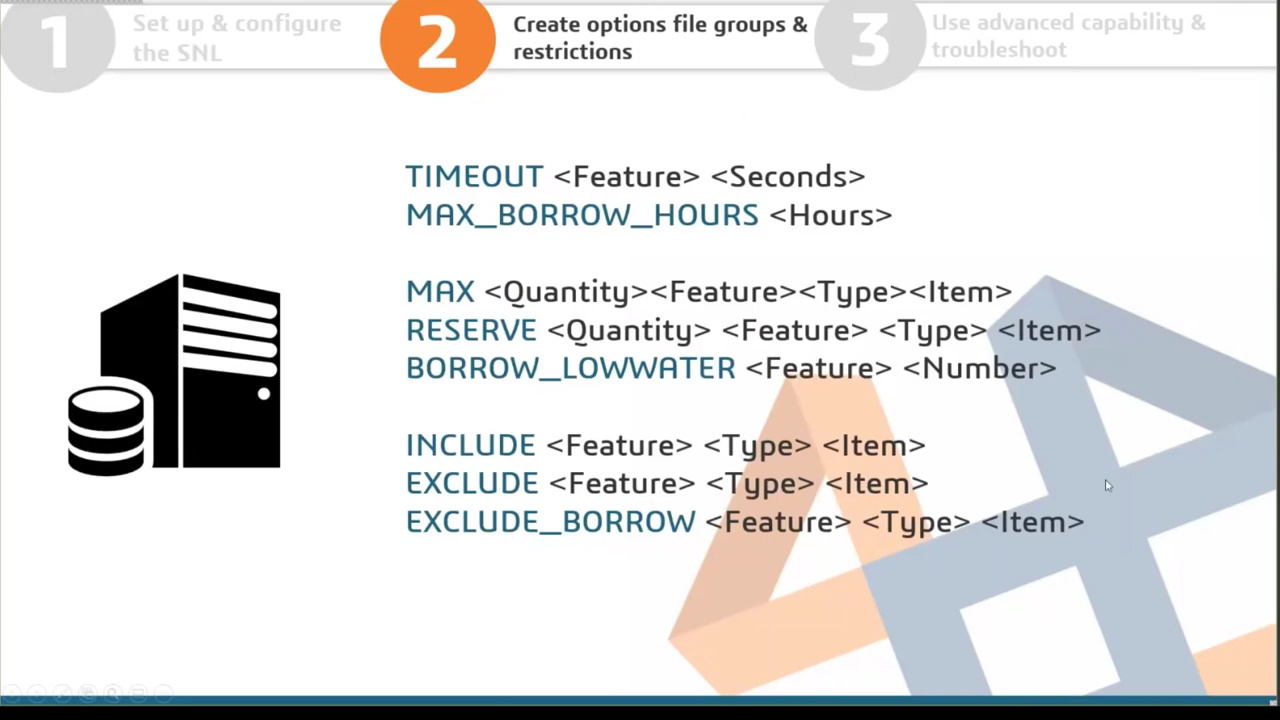 1
Set up & configure
the SNL
2
Create options file groups &
restrictions
3
Use advanced capability &
troubleshoot
TIMEOUT <Feature> <Seconds>
MAX_BORROW_HOURS <Hours>
MAX <Quantity><Feature><Type><Item>
RESERVE <Quantity> <Feature> <Type> <Item>
BORROW_LOWWATER <Feature> <Number>
INCLUDE <Feature> <Type> <Item>
EXCLUDE <Feature> <Type> <Item>
EXCLUDE_BORROW <Feature> <Type> <Item>